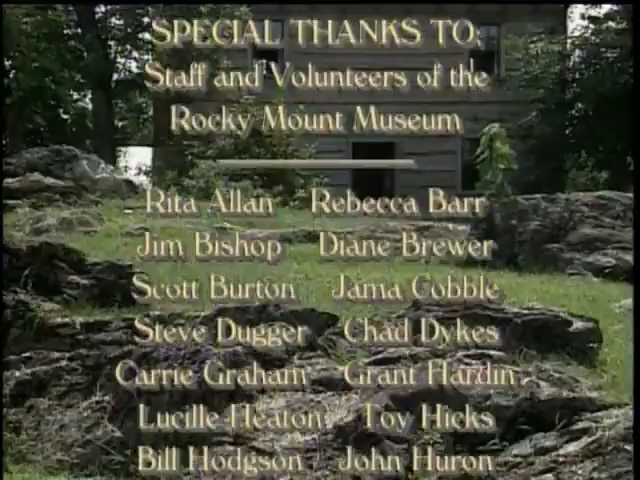 SPECIAL THANKS TO:
Staff and Volunteers of the
Rocky Mount Museum
Rita Allan Rebecca Barr
Jim Bishop Diane Brewer
Scott Burton Jama Cobble
Steve Dugger Chad Dykes
Carrie Graham Grant Hardin
Lucille Heaton Toy Hicks
Bill Hodgson John Huron